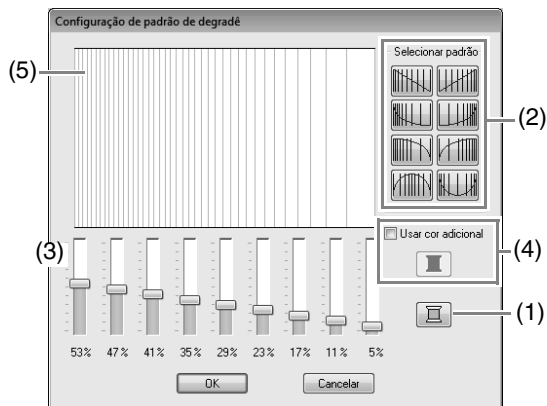 Configuração de padrão de degradé
Selecionar padrão
(5)
(2)
Usar cor adicional
(3)
(4)
(1)
53% 47% 41% 35% 29% 23% 17% 11% 5%
OK Cancelar